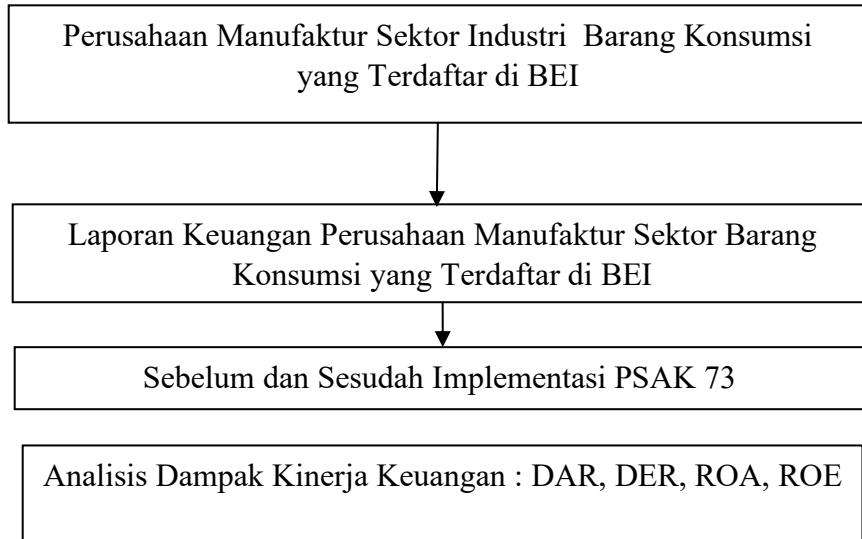 Perusahaan Manufaktur Sektor Industri Barang Konsumsi
yang Terdaftar di BEI
Laporan Keuangan Perusahaan Manufaktur Sektor Barang
Konsumsi yang Terdaftar di BEI
Sebelum dan Sesudah Implementasi PSAK 73
Analisis Dampak Kinerja Keuangan : DAR, DER, ROA, ROE